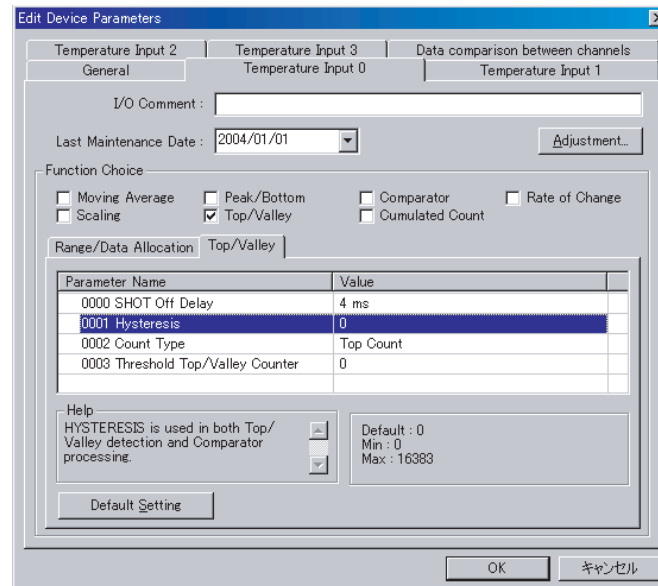 Edit Device Parameters
Temperature Input 2 Temperature Input 3 Data comparison between channels
General Temperature Input 0 Temperature Input 1
I/O Comment :
Last Maintenance Date : 2004/01/01 Adjustment...
Function Choice
Moving Average Peak/Bottom Comparator Rate of Change
Scaling Top/Valley Cumulated Count
Range/Data Allocation Top/Valley
Parameter Name Value
0000 SHOT Off Delay 4 ms
0001 Hysteresis 0
0002 Count Type Top Count
0003 Threshold Top/Valley Counter 0
Help
HYSTERESIS is used in both Top/
Valley detection and Comparator
processing.
Default : 0
Min : 0
Max : 16383
Default Setting
OK キャンセル